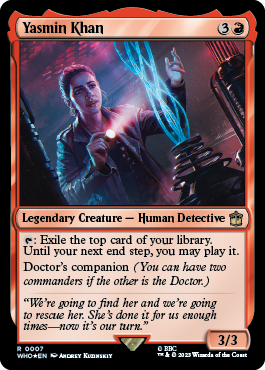 Yasmin Khan 3
Legendary Creature — Human Detective
: Exile the top card of your library.
Until your next end step, you may play it.
Doctor's companion (You can have two
commanders if the other is the Doctor.)
“We're going to find her and we're going
to rescue her. She's done it for us enough
times—now it's our turn.”
3/3
R 0007
WHO★EN Andrey Kuzinskiy
© BBC
™ & © 2023 Wizards of the Coast